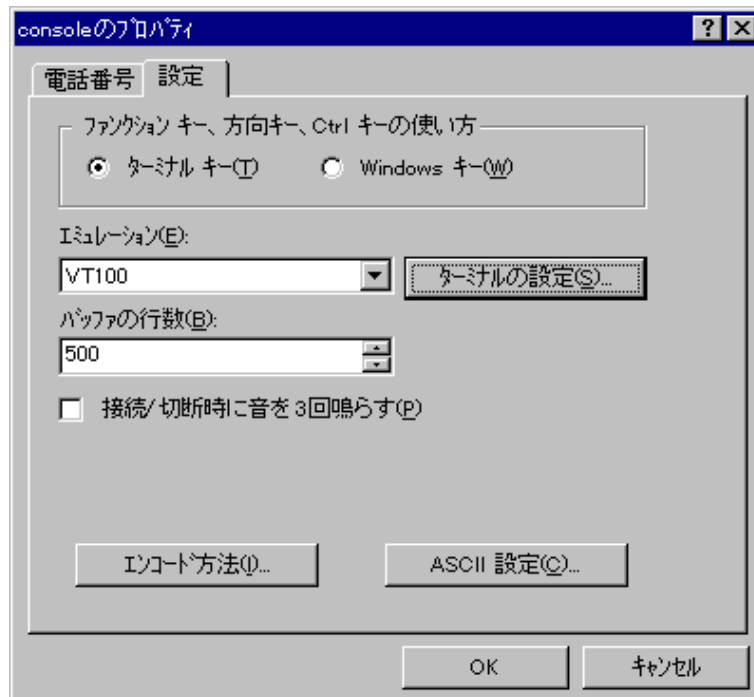 consoleのﾌﾟﾛﾊﾟﾃｨ
電話番号 設定
ﾌｧﾝｸｼｮﾝ ｷｰ、方向ｷｰ、Ctrl ｷｰの使い方
ﾀｰﾐﾅﾙ ｷｰ(T) Windows ｷｰ(W)
ｴﾐｭﾚｰｼｮﾝ(E):
VT100 ﾀｰﾐﾅﾙの設定(S)...
ﾊﾞｯﾌｧの行数(B):
500
接続/切断時に音を3回鳴らす(P)
ｴﾝｺｰﾄﾞ方法(I)... ASCII 設定(C)...
OK ｷｬﾝｾﾙ